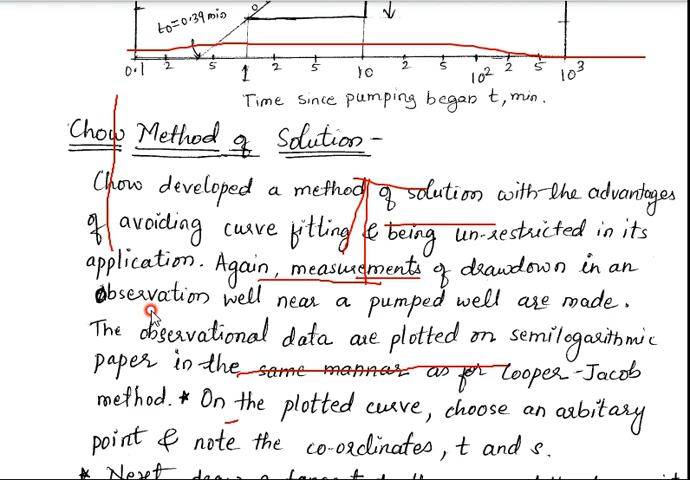 t₀=0.39min
0.1 2 5 1 2 5 10 2 5 10² 2 5 10³
Time since pumping began t, min.
Chow Method of Solution -
Chow developed a method of solution with the advantages
of avoiding curve fitting & being un-restricted in its
application. Again, measurements of drawdown in an
observation well near a pumped well are made.
The observational data are plotted on semilogarithmic
paper in the same mannar as for Cooper-Jacob
method. * On the plotted curve, choose an arbitary
point & note the co-ordinates, t and s.